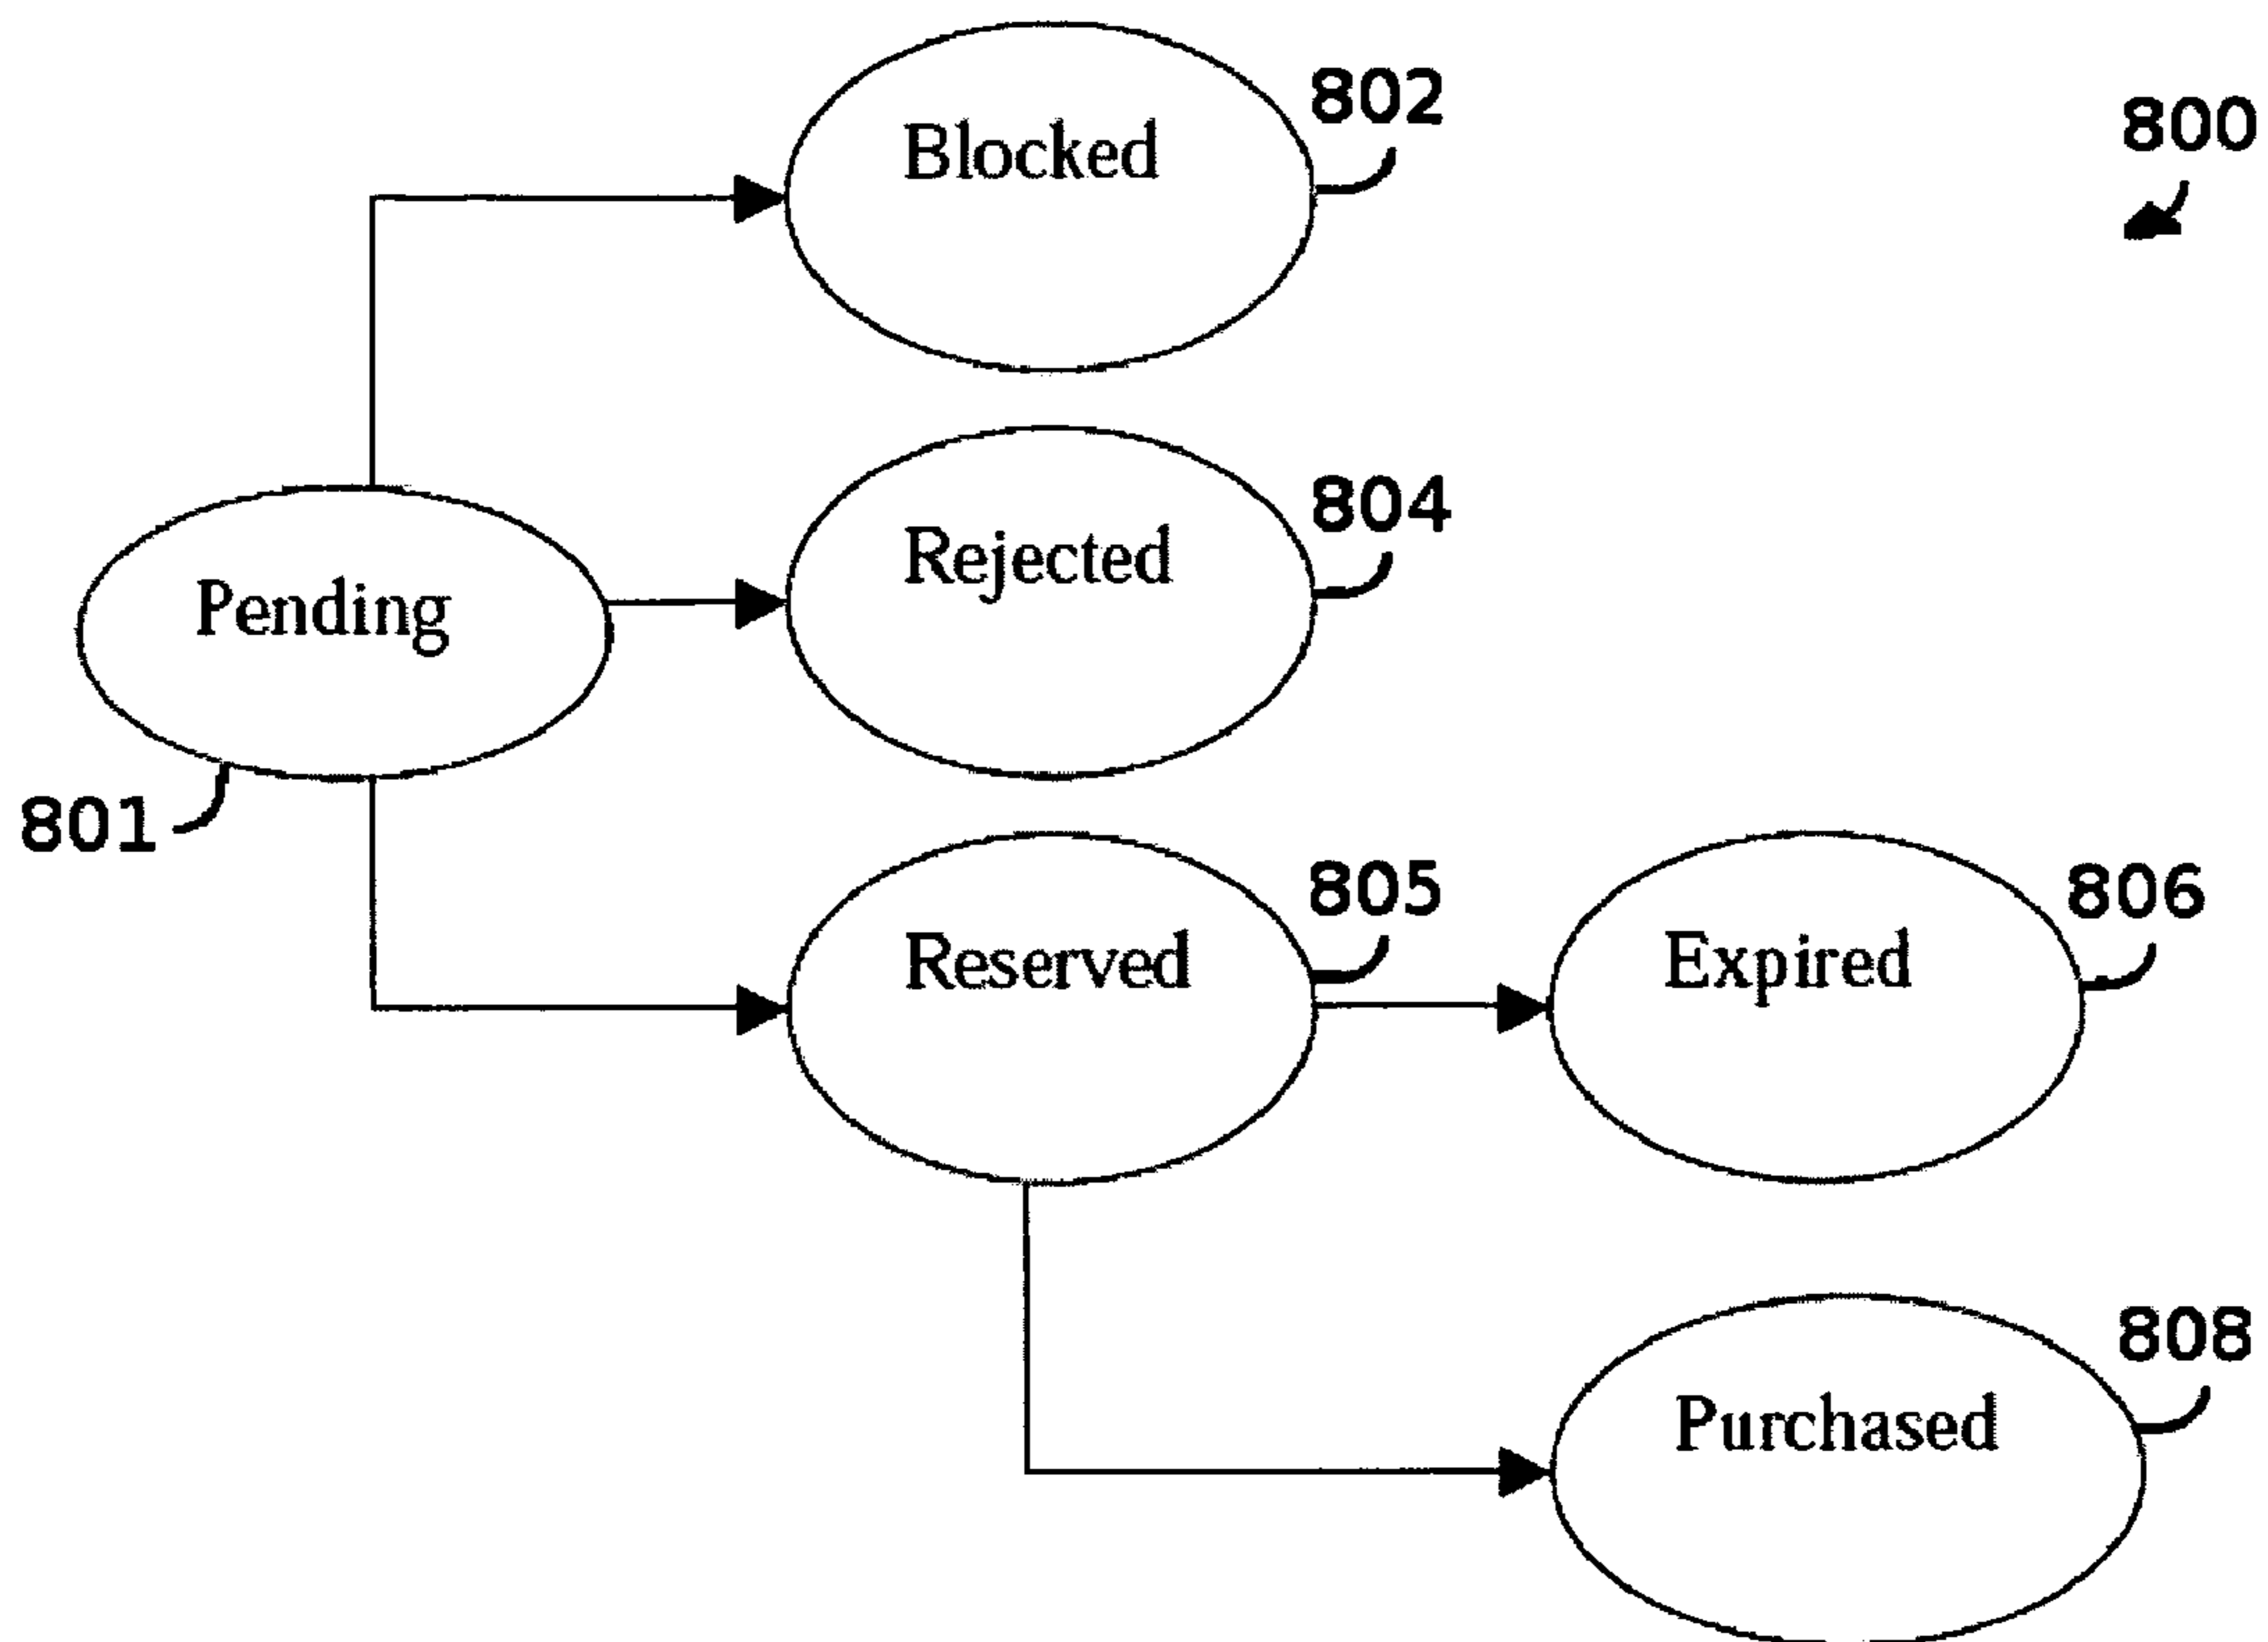 802
Blocked
800
804
Rejected
Pending
801
805
Reserved
806
Expired
808
Purchased